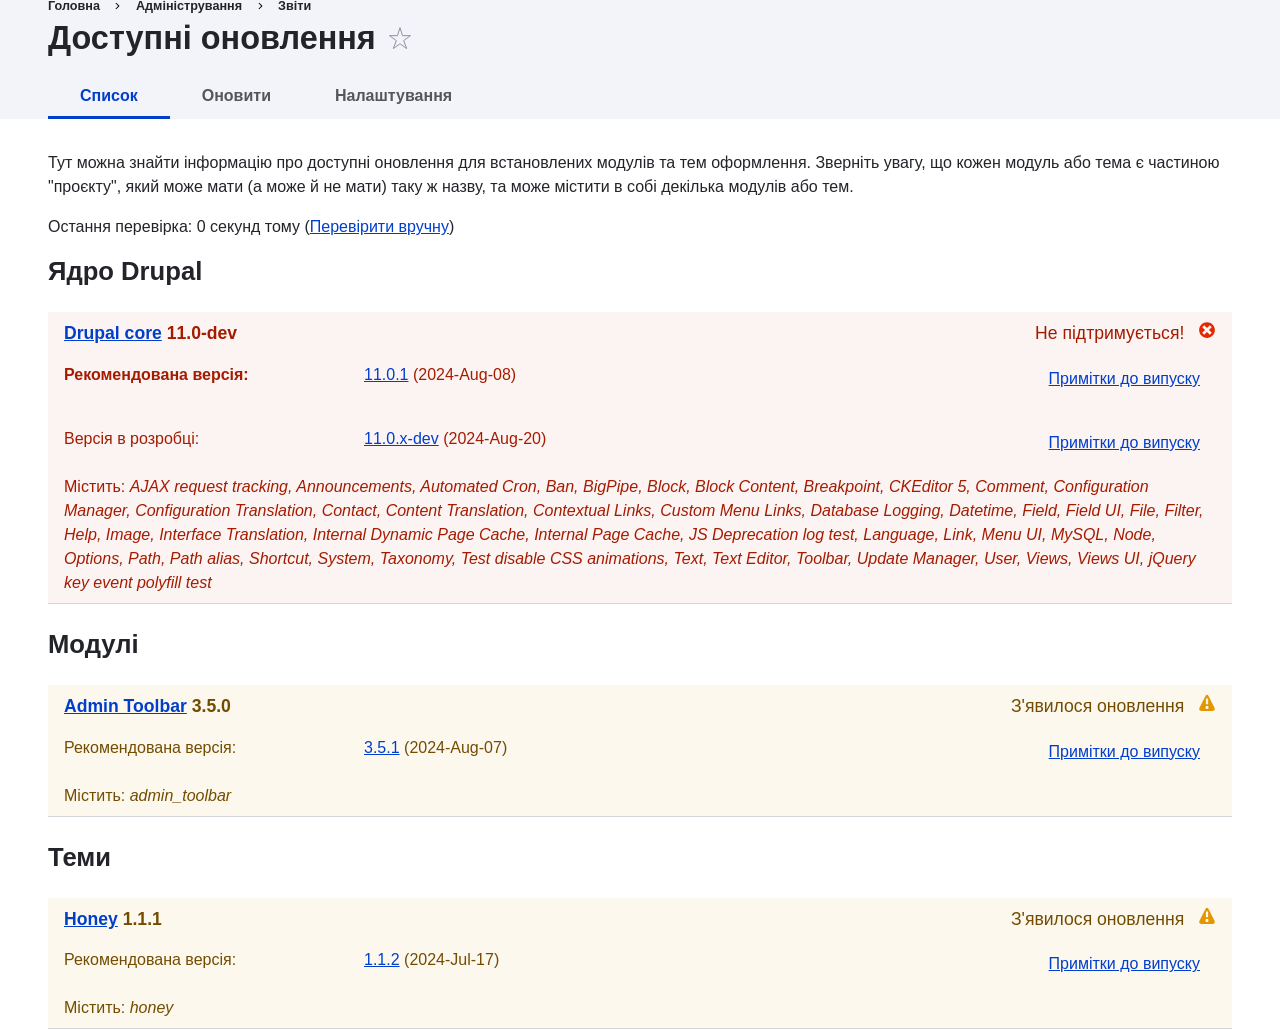 Головна › Адміністрування › Звіти
Доступні оновлення ☆
Список Оновити Налаштування
Тут можна знайти інформацію про доступні оновлення для встановлених модулів та тем оформлення. Зверніть увагу, що кожен модуль або тема є частиною
"проєкту", який може мати (а може й не мати) таку ж назву, та може містити в собі декілька модулів або тем.
Остання перевірка: 0 секунд тому (Перевірити вручну)
Ядро Drupal
Drupal core 11.0-dev Не підтримується!
Рекомендована версія: 11.0.1 (2024-Aug-08) Примітки до випуску
Версія в розробці: 11.0.x-dev (2024-Aug-20) Примітки до випуску
Містить: AJAX request tracking, Announcements, Automated Cron, Ban, BigPipe, Block, Block Content, Breakpoint, CKEditor 5, Comment, Configuration
Manager, Configuration Translation, Contact, Content Translation, Contextual Links, Custom Menu Links, Database Logging, Datetime, Field, Field UI, File, Filter,
Help, Image, Interface Translation, Internal Dynamic Page Cache, Internal Page Cache, JS Deprecation log test, Language, Link, Menu UI, MySQL, Node,
Options, Path, Path alias, Shortcut, System, Taxonomy, Test disable CSS animations, Text, Text Editor, Toolbar, Update Manager, User, Views, Views UI, jQuery
key event polyfill test
Модулі
Admin Toolbar 3.5.0 З'явилося оновлення
Рекомендована версія: 3.5.1 (2024-Aug-07) Примітки до випуску
Містить: admin_toolbar
Теми
Honey 1.1.1 З'явилося оновлення
Рекомендована версія: 1.1.2 (2024-Jul-17) Примітки до випуску
Містить: honey